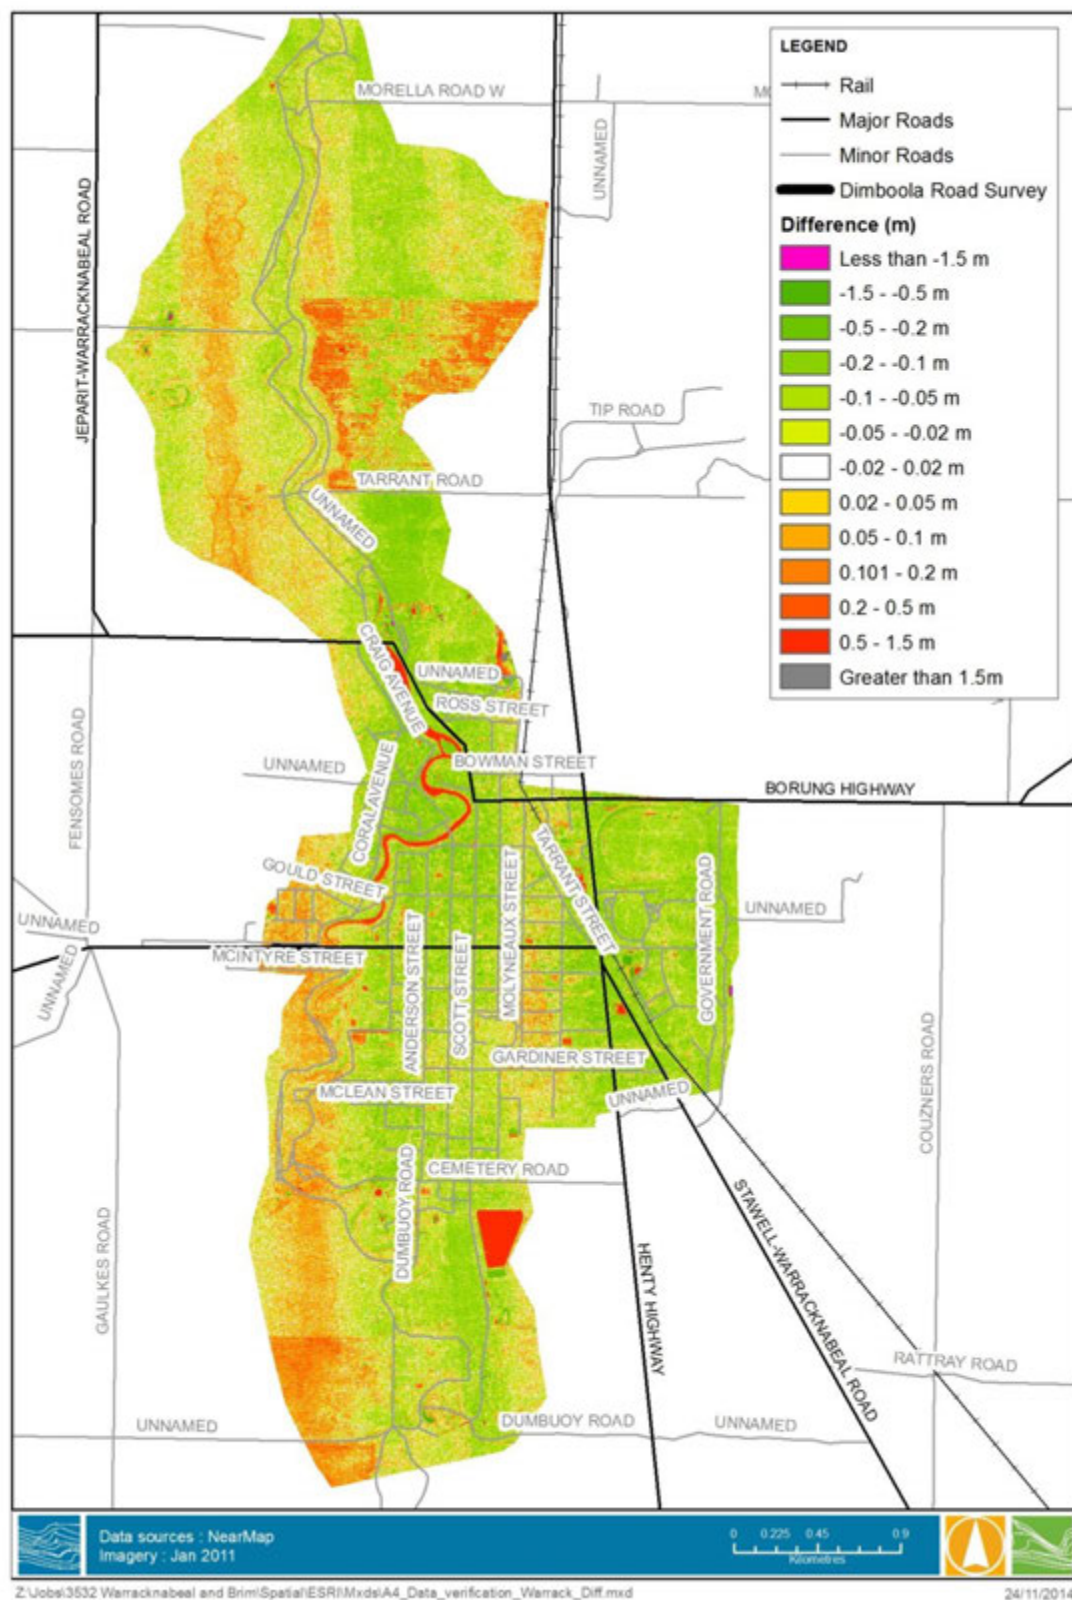 LEGEND
Rail
Major Roads
Minor Roads
Dimboola Road Survey
Difference (m)
Less than -1.5 m
-1.5 - -0.5 m
-0.5 - -0.2 m
-0.2 - -0.1 m
-0.1 - -0.05 m
-0.05 - -0.02 m
-0.02 - 0.02 m
0.02 - 0.05 m
0.05 - 0.1 m
0.101 - 0.2 m
0.2 - 0.5 m
0.5 - 1.5 m
Greater than 1.5m
MORELLA ROAD W
UNNAMED
JEPARIT-WARRACKNABEAL ROAD
TIP ROAD
TARRANT ROAD
UNNAMED
CRAIG AVENUE
UNNAMED
ROSS STREET
BOWMAN STREET
UNNAMED
FENSOMES ROAD
CORAL AVENUE
BORUNG HIGHWAY
GOULD STREET
TARRANT STREET
MOLYNEAUX STREET
GOVERNMENT ROAD
UNNAMED
UNNAMED
UNNAMED
MCINTYRE STREET
ANDERSON STREET
SCOTT STREET
GARDINER STREET
COUZNERS ROAD
MCLEAN STREET
UNNAMED
CEMETERY ROAD
DUMBUOY ROAD
GAULKES ROAD
HENTY HIGHWAY
STAWELL-WARRACKNABEAL ROAD
RATTRAY ROAD
UNNAMED
DUMBUOY ROAD
UNNAMED
Data sources : NearMap
Imagery : Jan 2011
0 0.225 0.45 0.9
Kilometres
Z:\Jobs\3532 Warracknabeal and Brim\Spatial\ESRI\Mxds\A4_Data_verification_Warrack_Diff.mxd
24/11/2014